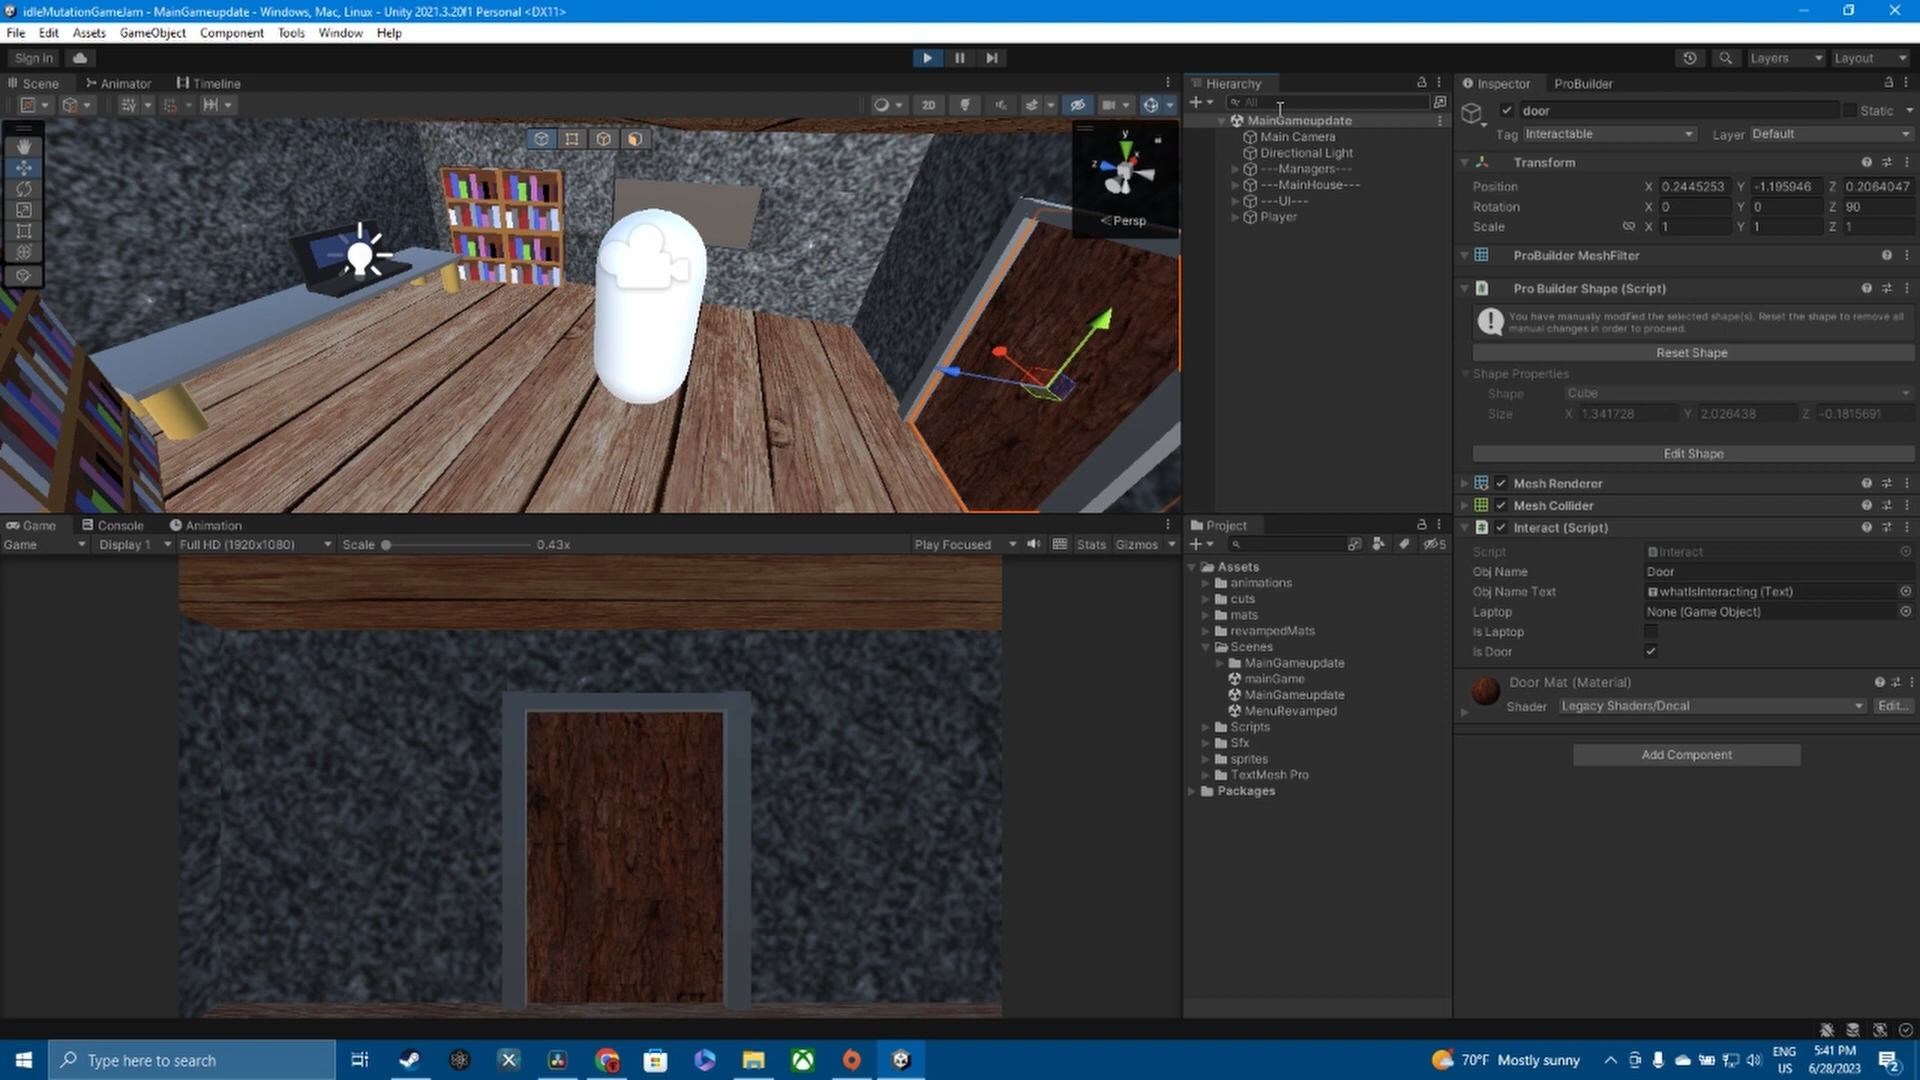 idleMutationGameJam - MainGameupdate - Windows, Mac, Linux - Unity 2021.3.20f1 Personal <DX11>
File Edit Assets GameObject Component Tools Window Help
Sign in
Layers Layout
Scene Animator Timeline
2D
y
x
z
Persp
Game Console Animation
Game Display 1 Full HD (1920x1080) Scale 0.43x Play Focused Stats Gizmos
Hierarchy
All
MainGameupdate
Main Camera
Directional Light
---Managers---
---MainHouse---
---UI---
Player
Project
5
Assets
animations
cuts
mats
revampedMats
Scenes
MainGameupdate
mainGame
MainGameupdate
MenuRevamped
Scripts
Sfx
sprites
TextMesh Pro
Packages
Inspector ProBuilder
door Static
Tag Interactable Layer Default
Transform
Position X 0.2445253 Y -1.195946 Z 0.2064047
Rotation X 0 Y 0 Z 90
Scale X 1 Y 1 Z 1
ProBuilder MeshFilter
Pro Builder Shape (Script)
You have manually modified the selected shape(s). Reset the shape to remove all
manual changes in order to proceed.
Reset Shape
Shape Properties
Shape Cube
Size X 1.341728 Y 2.026438 Z -0.1815691
Edit Shape
Mesh Renderer
Mesh Collider
Interact (Script)
Script Interact
Obj Name Door
Obj Name Text whatIsInteracting (Text)
Laptop None (Game Object)
Is Laptop
Is Door
Door Mat (Material)
Shader Legacy Shaders/Decal Edit...
Add Component
Type here to search
70°F Mostly sunny
ENG
US
5:41 PM
6/28/2023
2